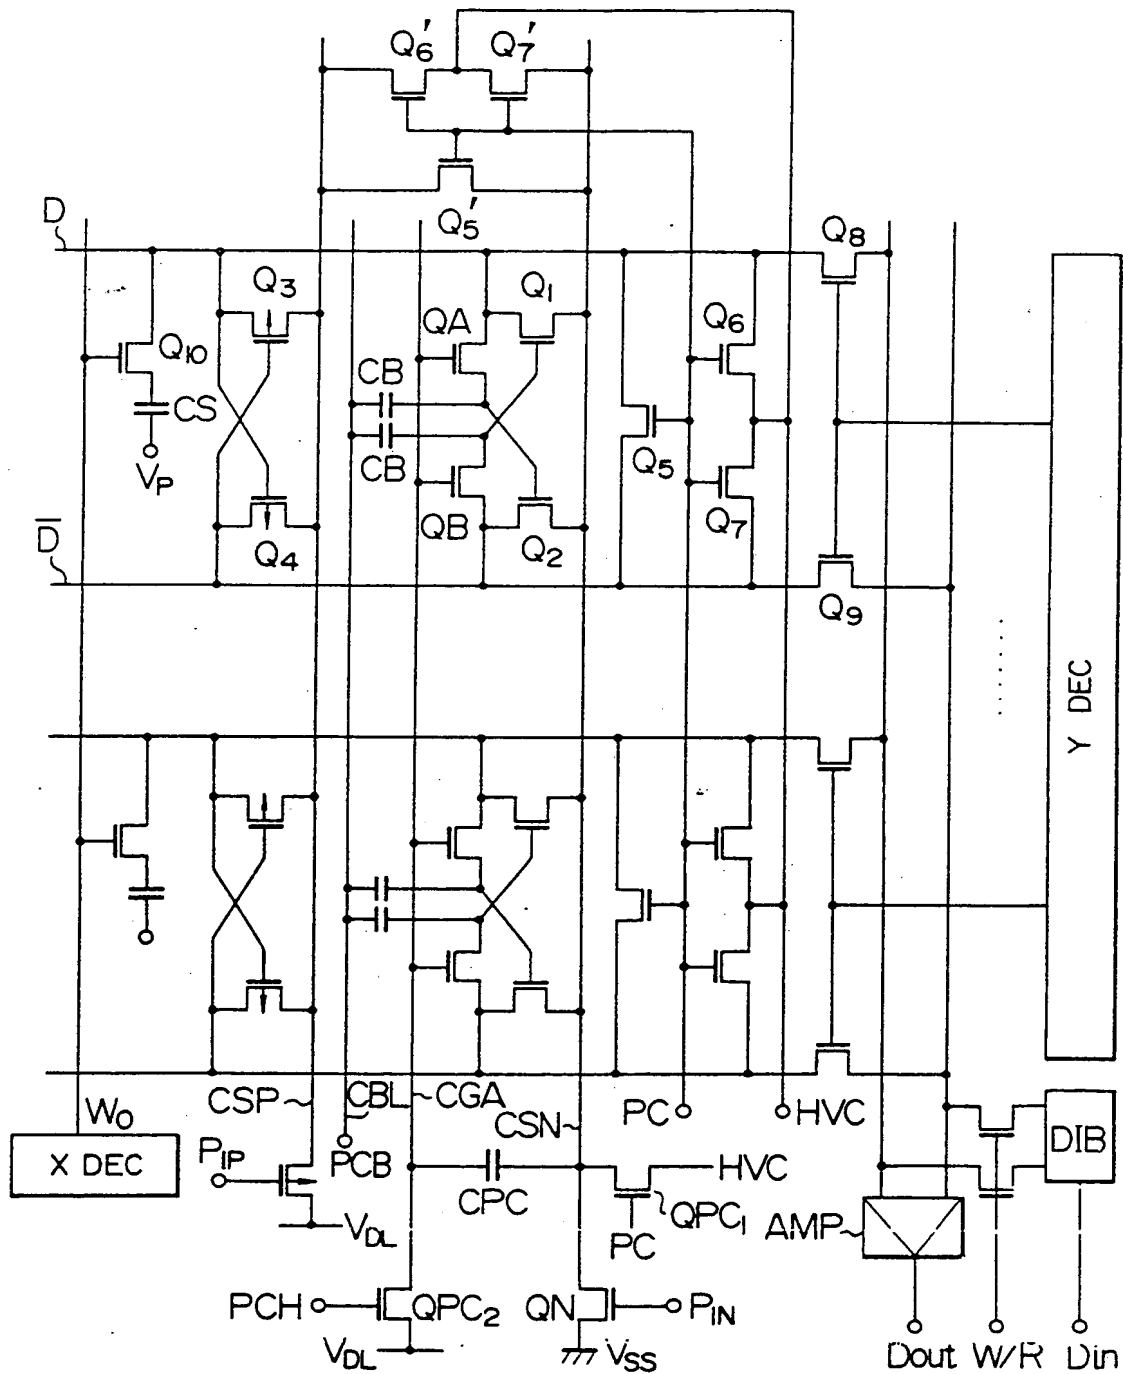 Q6' Q7'
Q5'
D
Q8
Q3
Q1
QA
Q6
Q10
CB
CS
VP
CB
Q5
QB
Q7
D̅
Q4
Q2
Q9
Y DEC
CSP
CBL
CGA
CSN
PC
HVC
W0
X DEC
PIP
PCB
CPC
HVC
DIB
VDL
QPC1
PC
AMP
PCH
QPC2
QN
PIN
VDL
VSS
Dout W/R Din